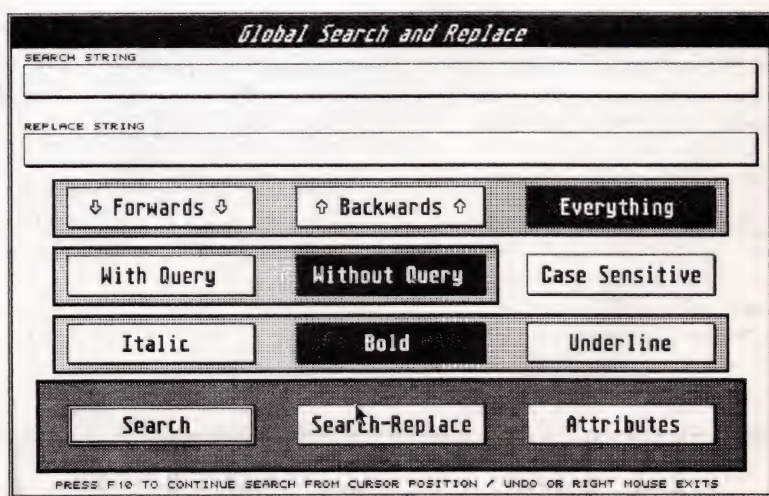 Global Search and Replace
SEARCH STRING
REPLACE STRING
⇩ Forwards ⇩ ⇧ Backwards ⇧ Everything
With Query Without Query Case Sensitive
Italic Bold Underline
Search Search-Replace Attributes
PRESS F10 TO CONTINUE SEARCH FROM CURSOR POSITION / UNDO OR RIGHT MOUSE EXITS